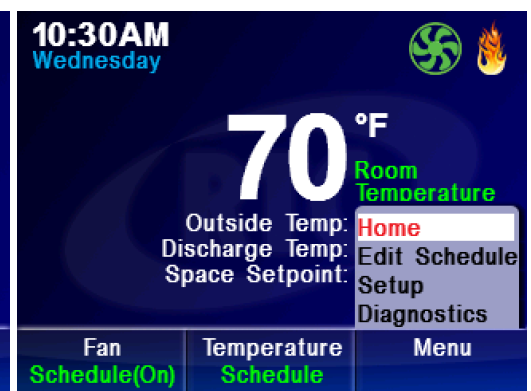 10:30AM
Wednesday
70 °F
Room
Temperature
Outside Temp:
Discharge Temp:
Space Setpoint:
Home
Edit Schedule
Setup
Diagnostics
Fan
Schedule(On)
Temperature
Schedule
Menu